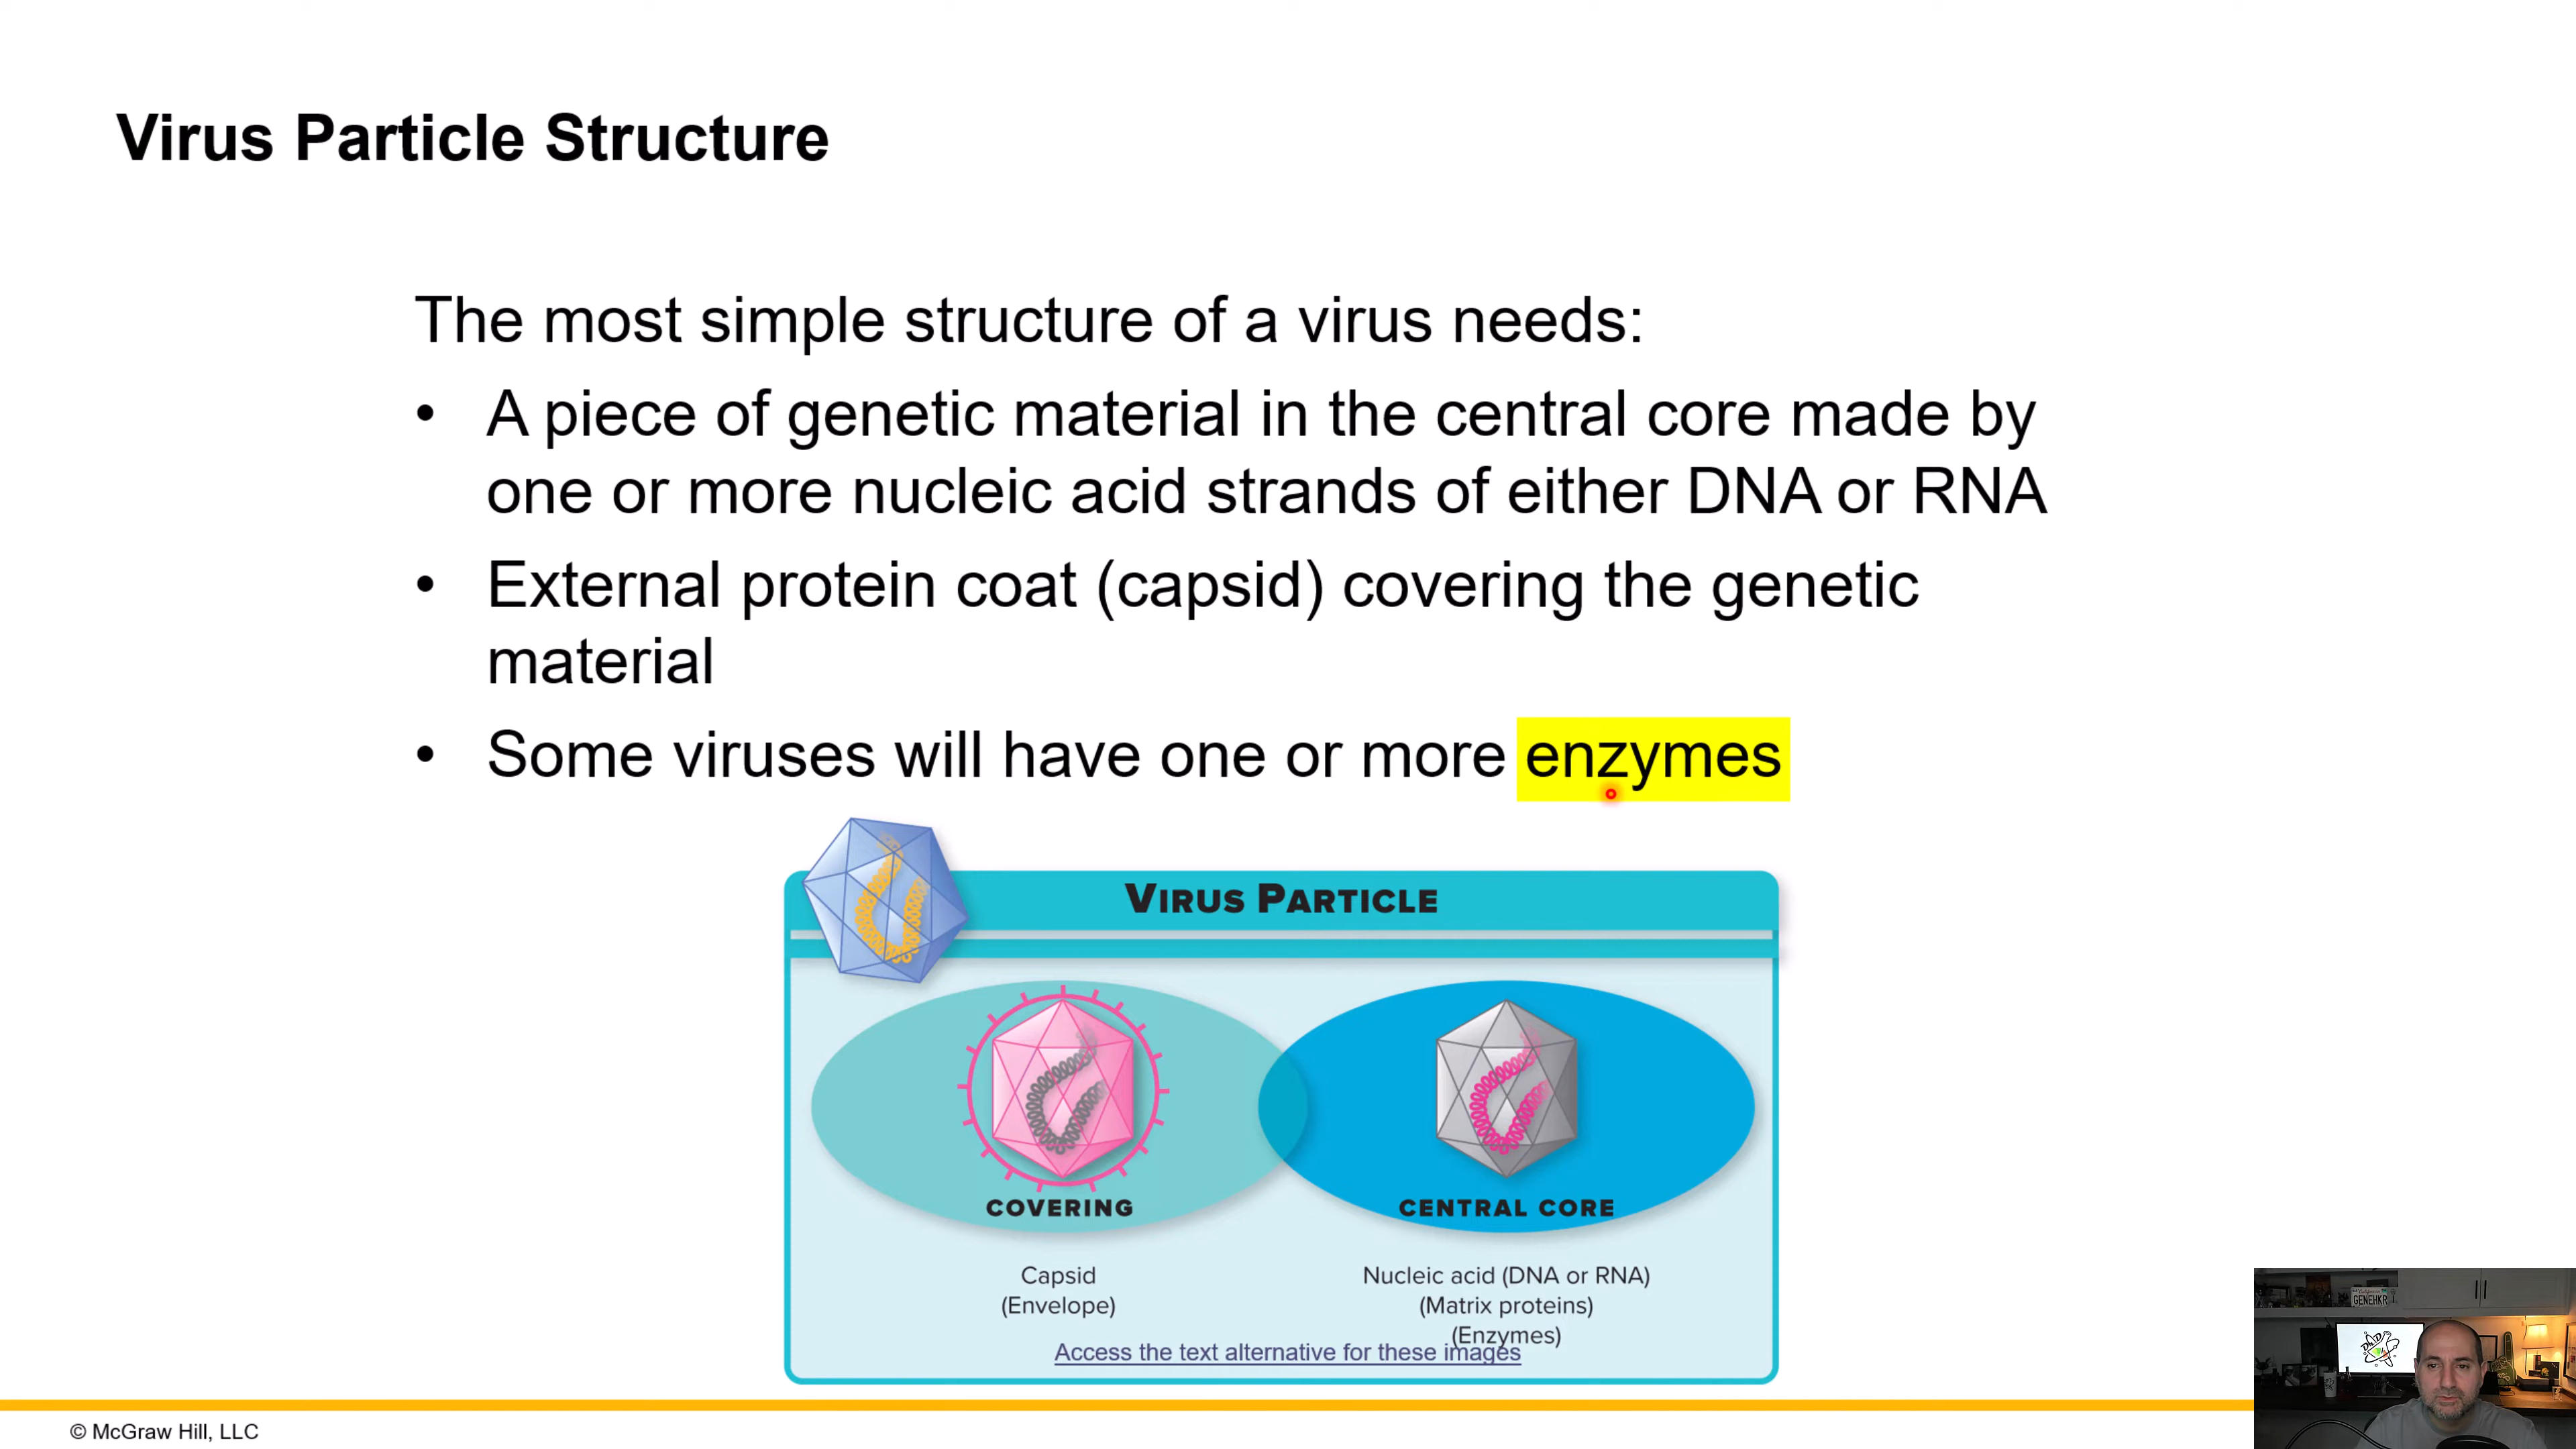 Virus Particle Structure
The most simple structure of a virus needs:
• A piece of genetic material in the central core made by
one or more nucleic acid strands of either DNA or RNA
• External protein coat (capsid) covering the genetic
material
• Some viruses will have one or more enzymes
VIRUS PARTICLE
COVERING
CENTRAL CORE
Capsid
(Envelope)
Nucleic acid (DNA or RNA)
(Matrix proteins)
(Enzymes)
Access the text alternative for these images
© McGraw Hill, LLC
GENEHKR